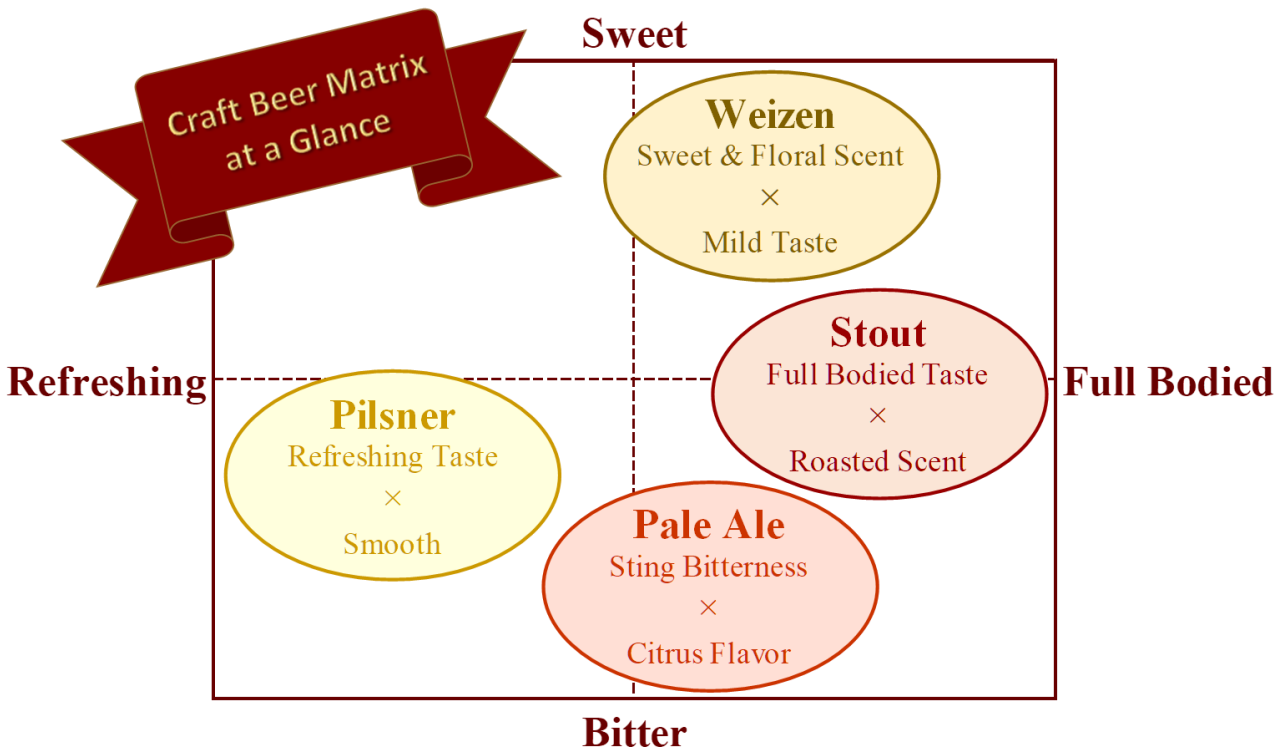 Craft Beer Matrix
at a Glance
Sweet
Weizen
Sweet & Floral Scent
×
Mild Taste
Stout
Full Bodied Taste
×
Roasted Scent
Refreshing
Full Bodied
Pilsner
Refreshing Taste
×
Smooth
Pale Ale
Sting Bitterness
×
Citrus Flavor
Bitter